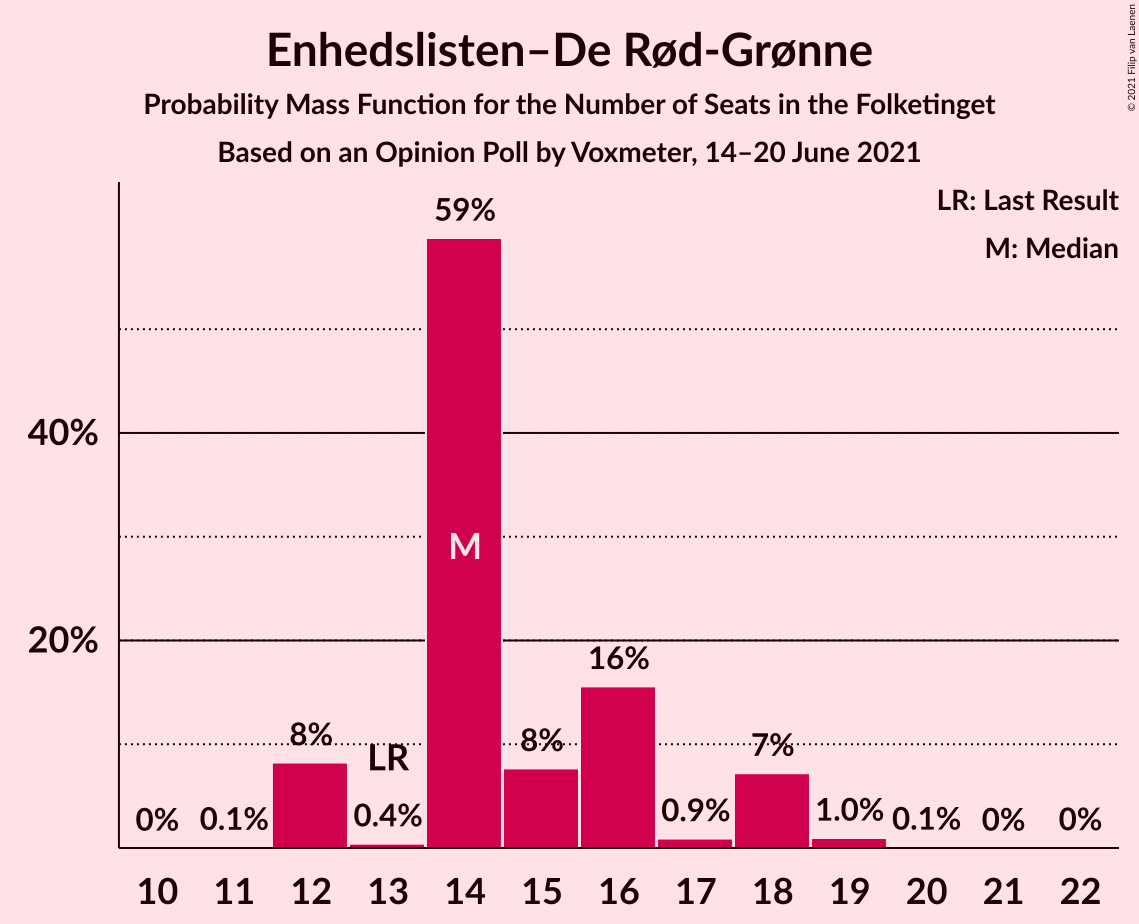 Enhedslisten–De Rød-Grønne
Probability Mass Function for the Number of Seats in the Folketinget
Based on an Opinion Poll by Voxmeter, 14–20 June 2021
© 2021 Filip van Laenen
LR: Last Result
M: Median
59%
40%
M
20%
16%
8%
LR
8%
7%
0%
0.1%
0.4%
0.9%
1.0%
0.1%
0%
0%
10 11 12 13 14 15 16 17 18 19 20 21 22